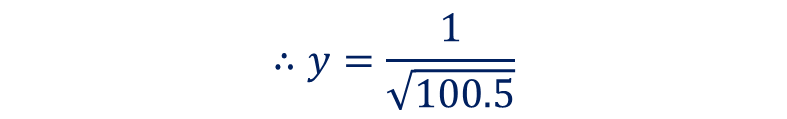 ∴ y = 1/√100.5